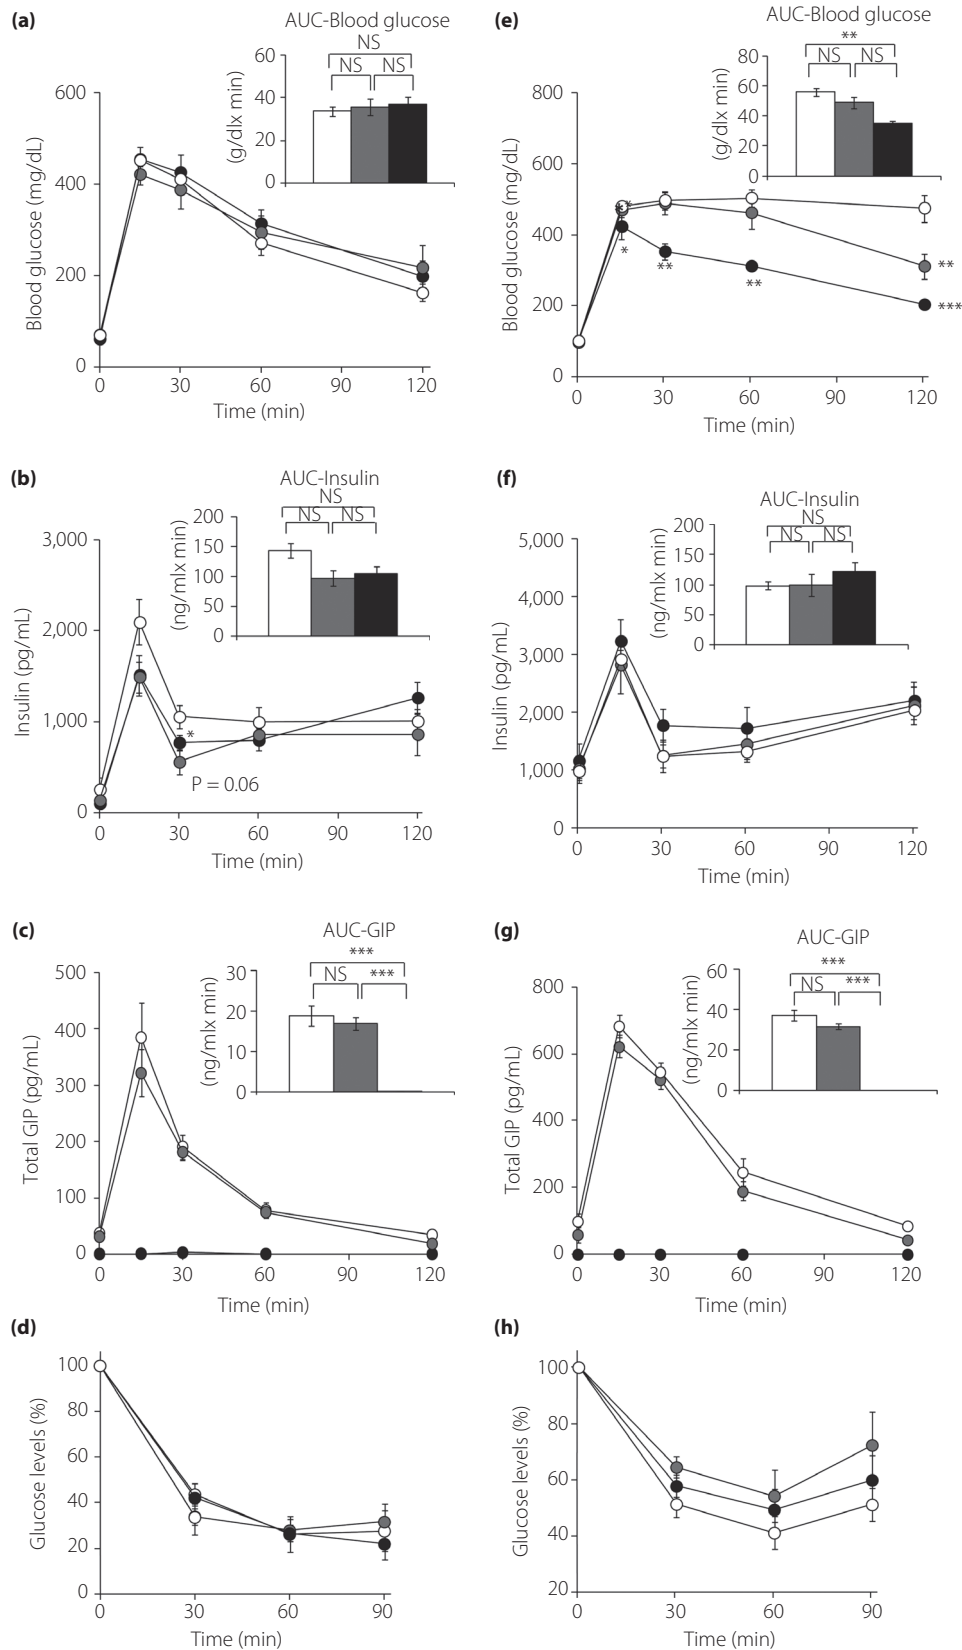 (a)
AUC-Blood glucose
NS
NS NS
60
40
20
0
(g/dlx min)
600
400
200
0
Blood glucose (mg/dL)
0 30 60 90 120
Time (min)
(e)
AUC-Blood glucose
**
NS NS
80
60
40
20
0
(g/dlx min)
800
600
400
200
0
Blood glucose (mg/dL)
*
**
**
**
***
0 30 60 90 120
Time (min)
(b)
AUC-Insulin
NS
NS NS
200
150
100
50
0
(ng/mlx min)
3,000
2,000
1,000
0
Insulin (pg/mL)
*
P = 0.06
0 30 60 90 120
Time (min)
(f)
AUC-Insulin
NS
NS NS
200
150
100
50
0
(ng/mlx min)
5,000
4,000
3,000
2,000
1,000
0
Insulin (pg/mL)
0 30 60 90 120
Time (min)
(c)
AUC-GIP
***
NS ***
30
20
10
0
(ng/mlx min)
500
400
300
200
100
0
Total GIP (pg/mL)
0 30 60 90 120
Time (min)
(g)
AUC-GIP
***
NS ***
60
40
20
0
(ng/mlx min)
800
600
400
200
0
Total GIP (pg/mL)
0 30 60 90 120
Time (min)
(d)
100
80
60
40
20
0
Glucose levels (%)
0 30 60 90
Time (min)
(h)
100
80
60
40
20
Glucose levels (%)
0 30 60 90
Time (min)